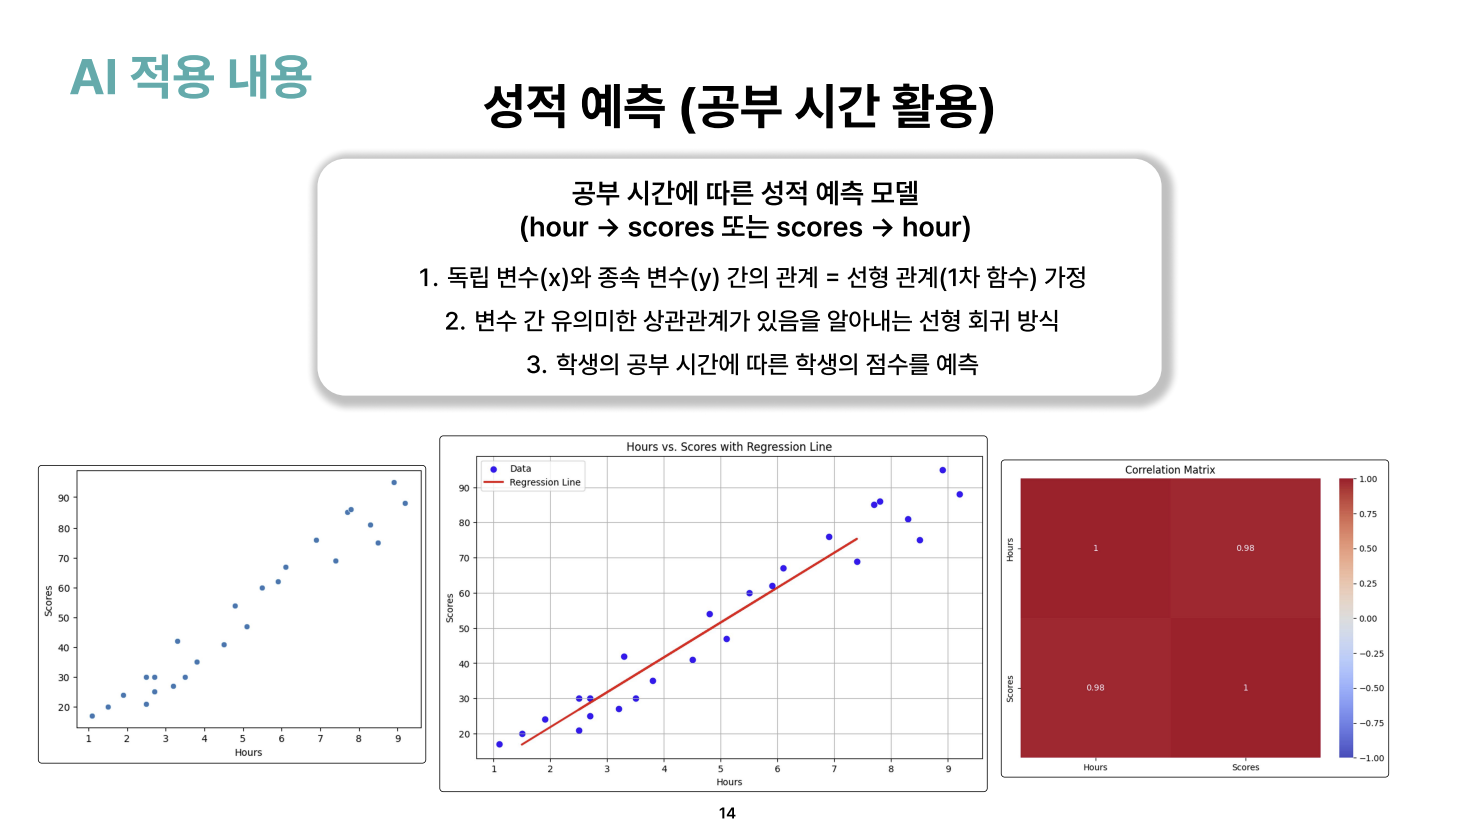 AI 적용 내용
성적 예측 (공부 시간 활용)
공부 시간에 따른 성적 예측 모델
(hour → scores 또는 scores → hour)
1. 독립 변수(x)와 종속 변수(y) 간의 관계 = 선형 관계(1차 함수) 가정
2. 변수 간 유의미한 상관관계가 있음을 알아내는 선형 회귀 방식
3. 학생의 공부 시간에 따른 학생의 점수를 예측
90
80
70
60
50
40
30
20
Scores
1 2 3 4 5 6 7 8 9
Hours
Hours vs. Scores with Regression Line
Data
Regression Line
90
80
70
60
50
40
30
20
Scores
1 2 3 4 5 6 7 8 9
Hours
Correlation Matrix
Hours
Scores
1 0.98
0.98 1
Hours Scores
1.00
0.75
0.50
0.25
0.00
−0.25
−0.50
−0.75
−1.00
14